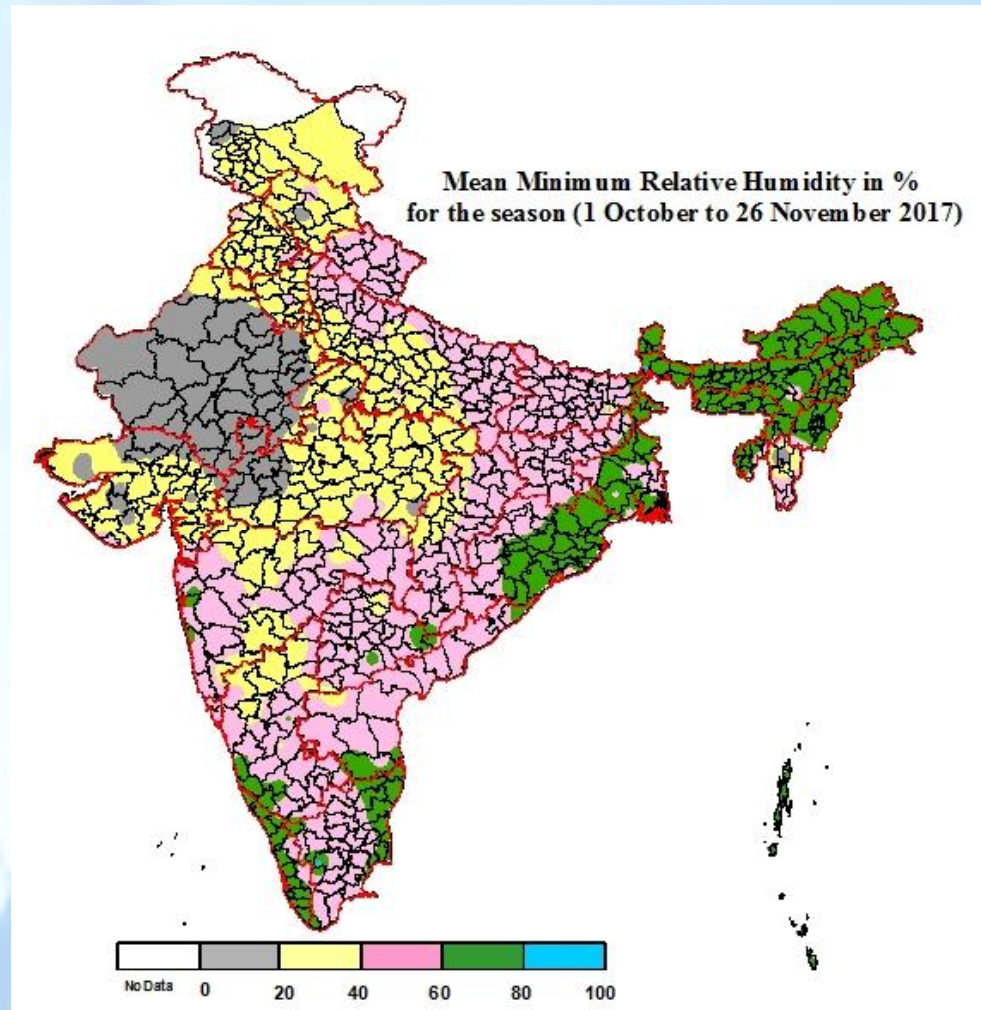 Mean Minimum Relative Humidity in %
for the season (1 October to 26 November 2017)
No Data 0 20 40 60 80 100